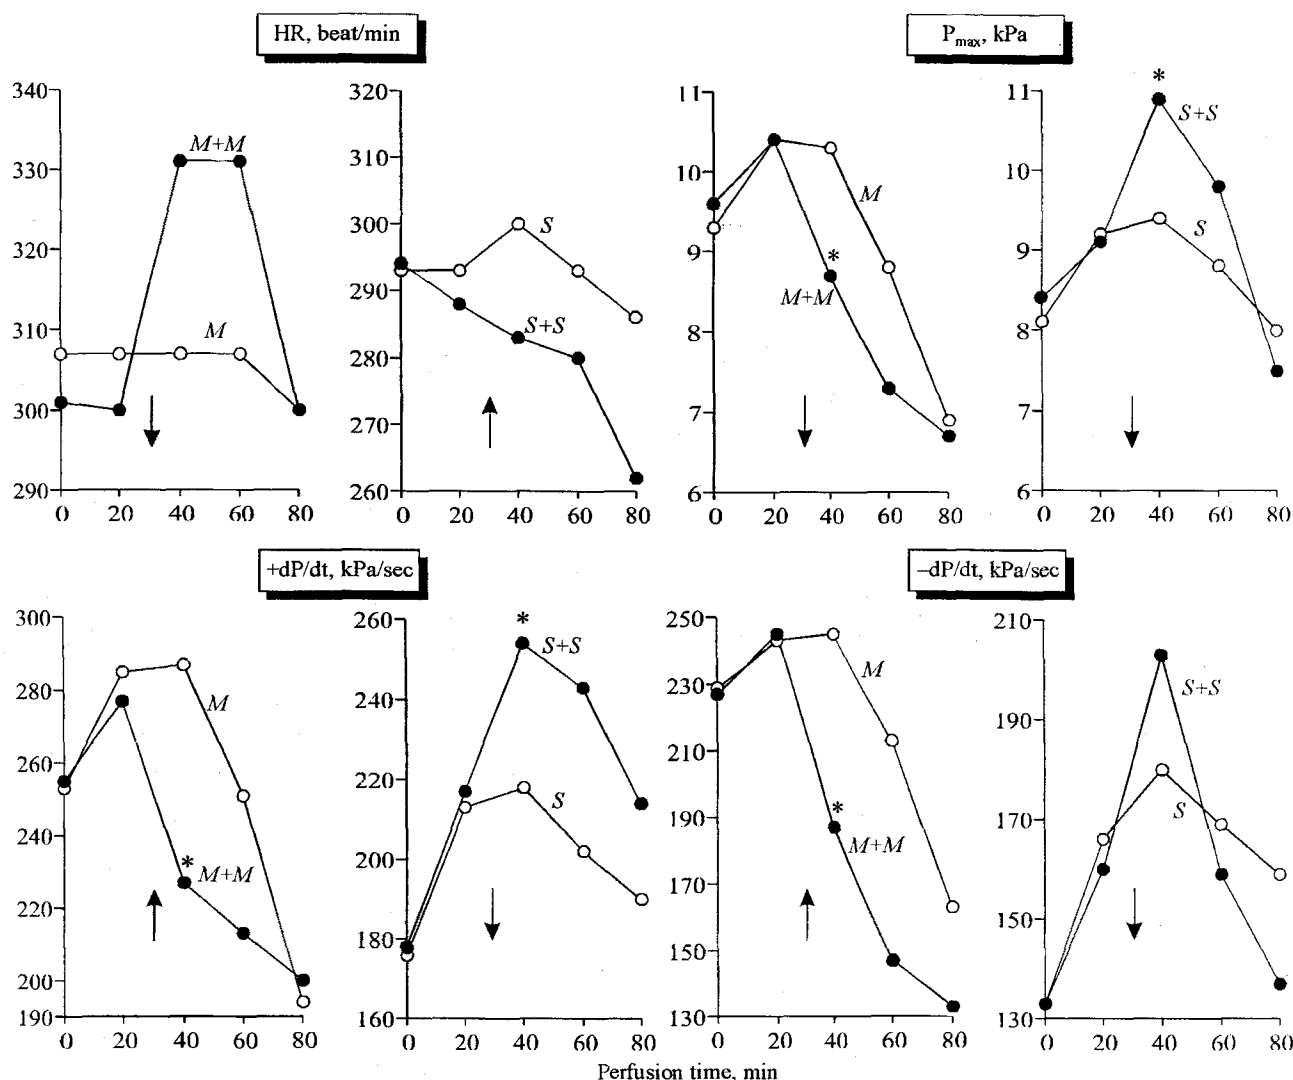 HR, beat/min
P_max, kPa
340
330
320
310
300
290
0 20 40 60 80
M+M
M
320
310
300
290
280
270
260
0 20 40 60 80
S
S+S
11
10
9
8
7
6
0 20 40 60 80
M
*
M+M
11
10
9
8
7
6
0 20 40 60 80
*
S+S
S
+dP/dt, kPa/sec
–dP/dt, kPa/sec
300
280
260
250
240
220
210
200
190
0 20 40 60 80
M
*
M+M
260
240
220
200
180
160
0 20 40 60 80
*
S+S
S
250
230
210
190
170
150
130
0 20 40 60 80
M
*
M+M
210
190
170
150
130
0 20 40 60 80
S+S
S
Perfusion time, min